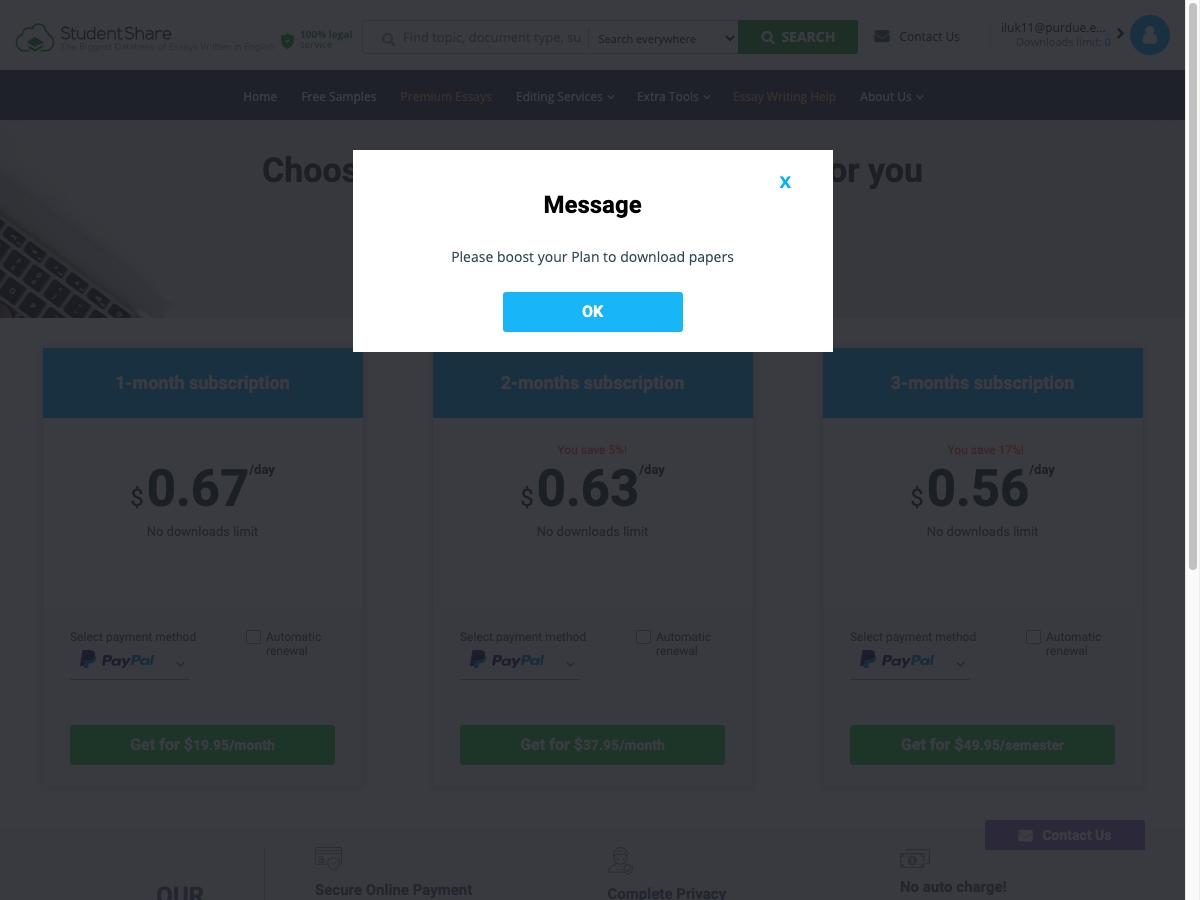 StudentShare
The Biggest Database of Essays Written in English
100% legal
service
Find topic, document type, su
Search everywhere
SEARCH
Contact Us
iluk11@purdue.e...
Downloads limit: 0
Home
Free Samples
Premium Essays
Editing Services
Extra Tools
Essay Writing Help
About Us
Choos
or you
X
Message
Please boost your Plan to download papers
OK
1-month subscription
2-months subscription
3-months subscription
$0.67/day
No downloads limit
You save 5%!
$0.63/day
No downloads limit
You save 17%!
$0.56/day
No downloads limit
Select payment method
PayPal
Automatic
renewal
Select payment method
PayPal
Automatic
renewal
Select payment method
PayPal
Automatic
renewal
Get for $19.95/month
Get for $37.95/month
Get for $49.95/semester
Contact Us
OUR
Secure Online Payment
Complete Privacy
No auto charge!